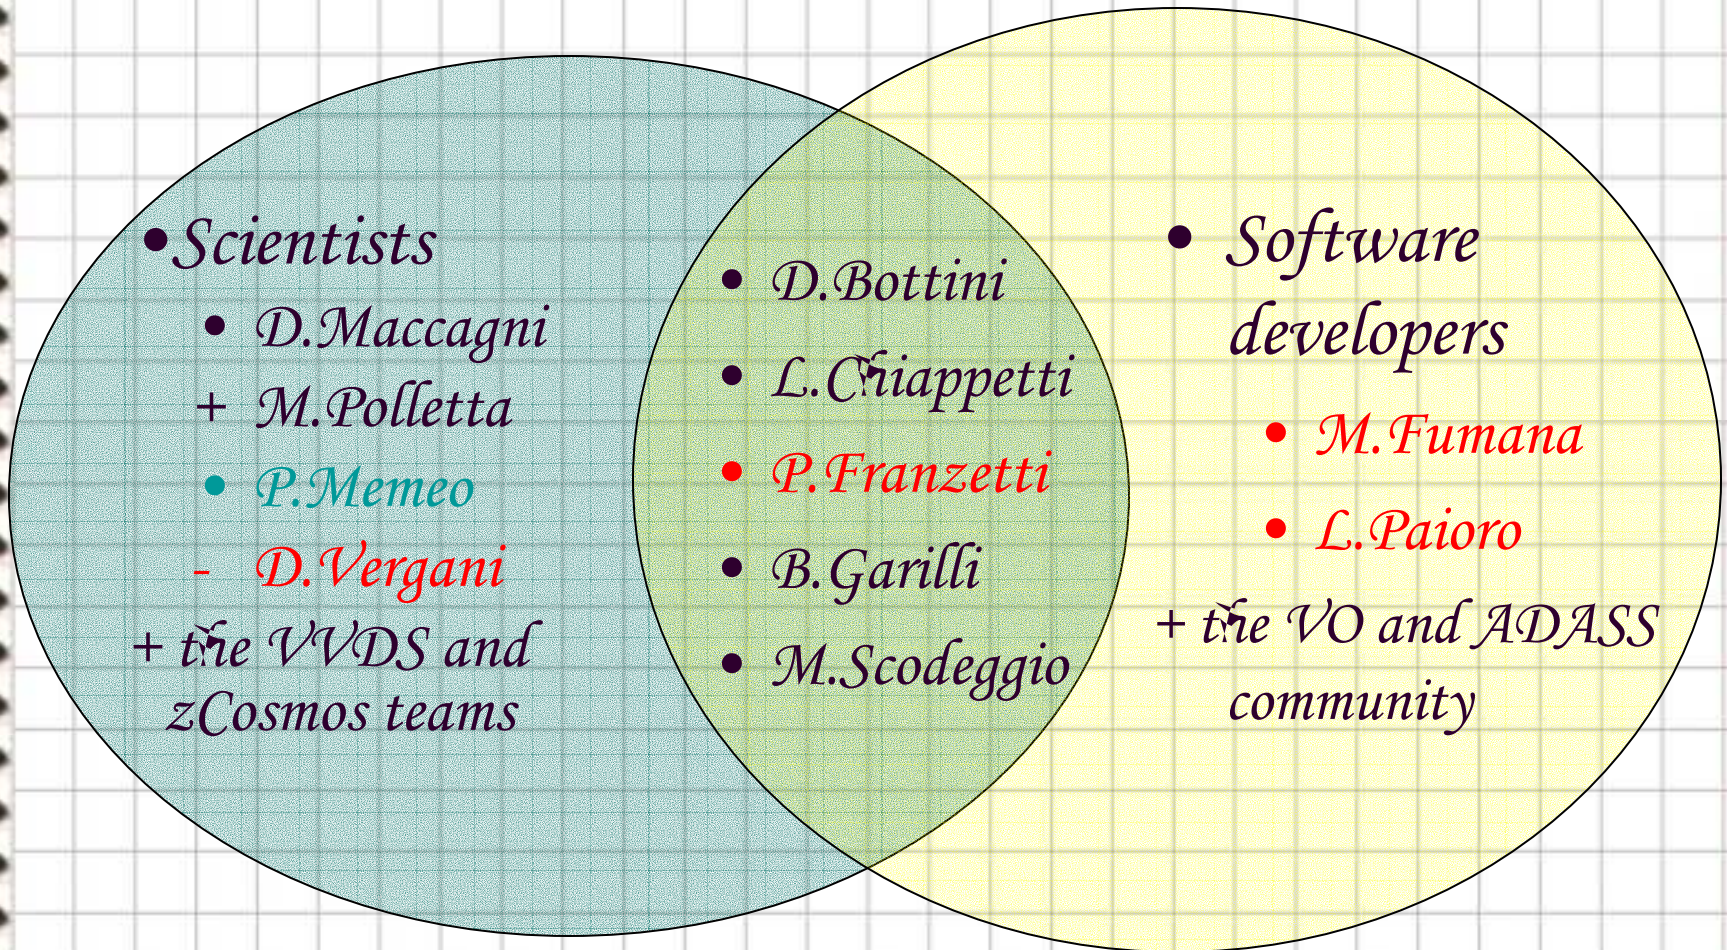 •Scientists
• D.Maccagni
+ M.Polletta
• P.Memeo
- D.Vergani
+ the VVDS and
zCosmos teams
• D.Bottini
• L.Chiappetti
• P.Franzetti
• B.Garilli
• M.Scodeggio
• Software
developers
• M.Fumana
• L.Paioro
+ the VO and ADASS
community